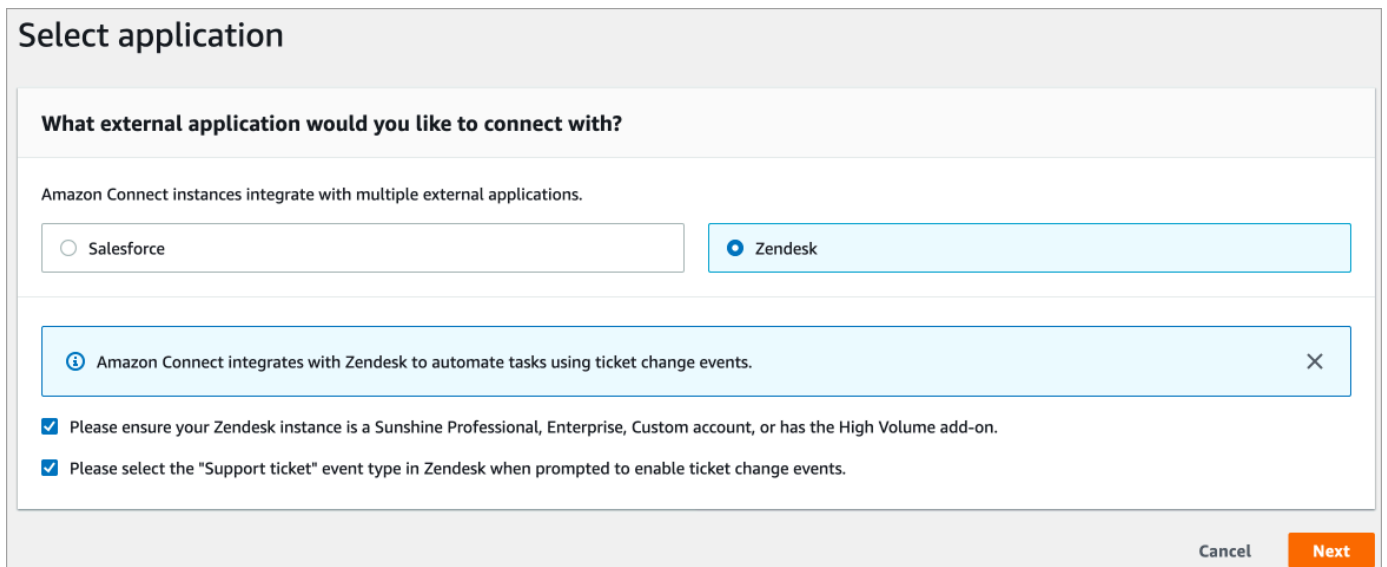 Select application
What external application would you like to connect with?
Amazon Connect instances integrate with multiple external applications.
Salesforce
Zendesk
Amazon Connect integrates with Zendesk to automate tasks using ticket change events.
Please ensure your Zendesk instance is a Sunshine Professional, Enterprise, Custom account, or has the High Volume add-on.
Please select the "Support ticket" event type in Zendesk when prompted to enable ticket change events.
Cancel
Next